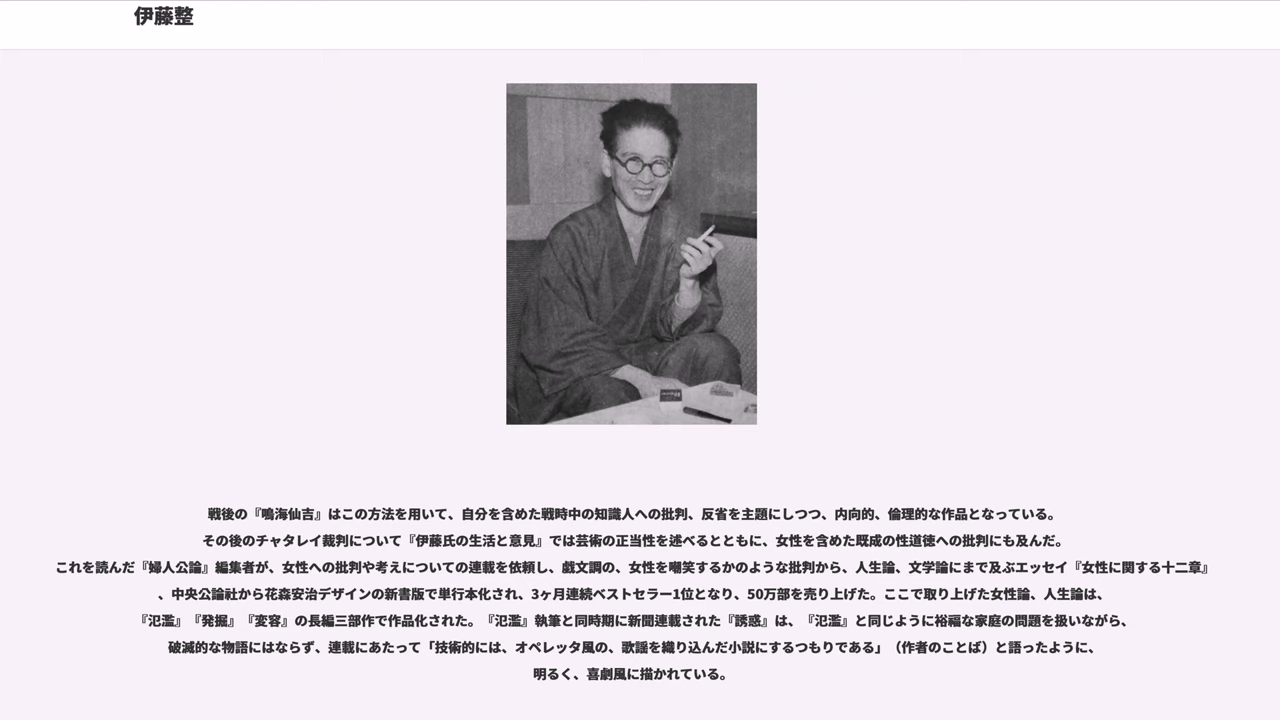 伊藤整
戦後の『鳴海仙吉』はこの方法を用いて、自分を含めた戦時中の知識人への批判、反省を主題にしつつ、内向的、倫理的な作品となっている。
その後のチャタレイ裁判について『伊藤氏の生活と意見』では芸術の正当性を述べるとともに、女性を含めた既成の性道徳への批判にも及んだ。
これを読んだ『婦人公論』編集者が、女性への批判や考えについての連載を依頼し、戯文調の、女性を嘲笑するかのような批判から、人生論、文学論にまで及ぶエッセイ『女性に関する十二章』
、中央公論社から花森安治デザインの新書版で単行本化され、3ヶ月連続ベストセラー1位となり、50万部を売り上げた。ここで取り上げた女性論、人生論は、
『氾濫』『発掘』『変容』の長編三部作で作品化された。『氾濫』執筆と同時期に新聞連載された『誘惑』は、『氾濫』と同じように裕福な家庭の問題を扱いながら、
破滅的な物語にはならず、連載にあたって「技術的には、オペレッタ風の、歌謡を織り込んだ小説にするつもりである」（作者のことば）と語ったように、
明るく、喜劇風に描かれている。